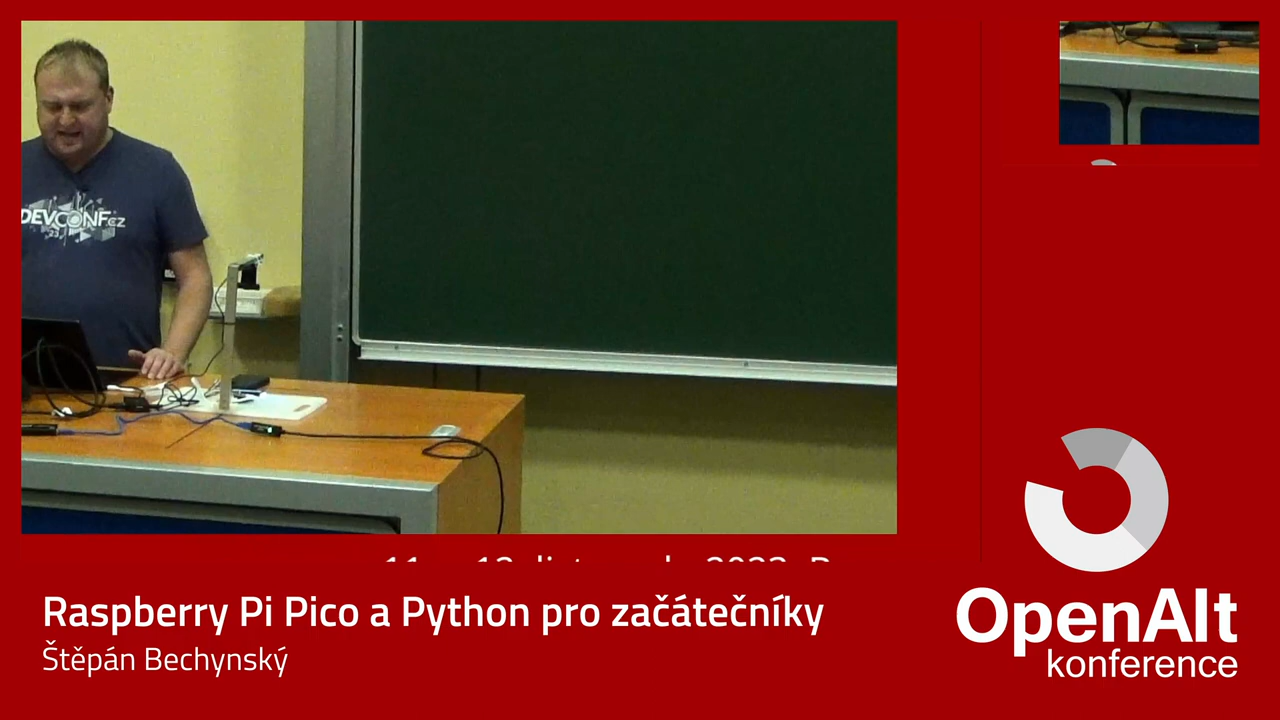 DEVCONF.CZ
Raspberry Pi Pico a Python pro začátečníky
Štěpán Bechynský
OpenAlt
konference